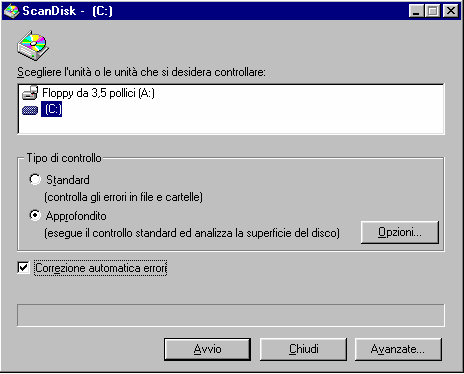 ScanDisk - (C:)
Scegliere l'unità o le unità che si desidera controllare:
Floppy da 3,5 pollici (A:)
(C:)
Tipo di controllo
Standard
(controlla gli errori in file e cartelle)
Approfondito
(esegue il controllo standard ed analizza la superficie del disco)
Opzioni...
Correzione automatica errori
Avvio
Chiudi
Avanzate...